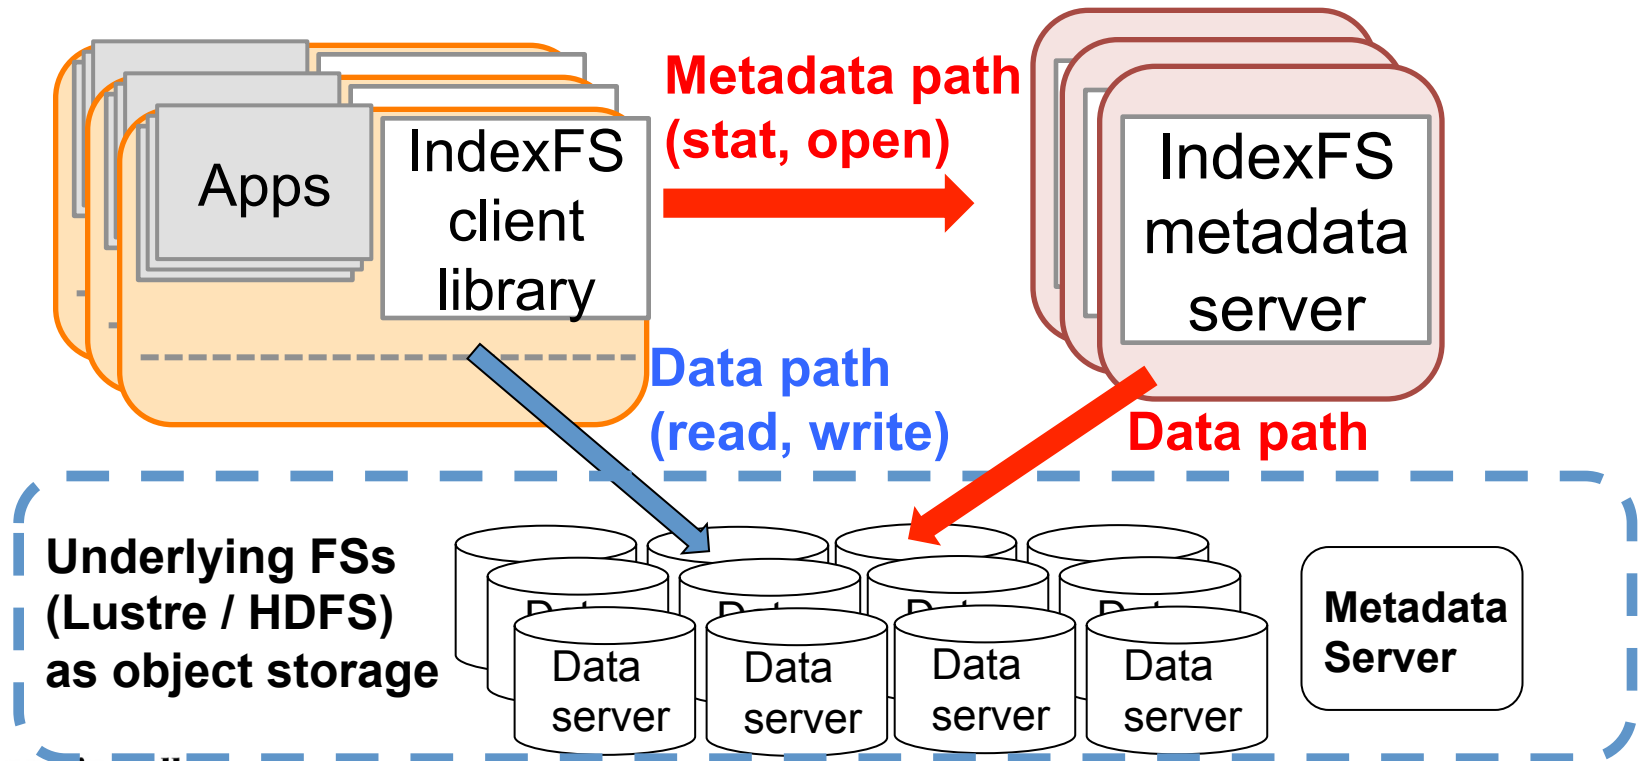 Apps
IndexFS
client
library
Metadata path
(stat, open)
IndexFS
metadata
server
Data path
(read, write)
Data path
Underlying FSs
(Lustre / HDFS)
as object storage
Data
server
Data
server
Data
server
Data
server
Metadata
Server